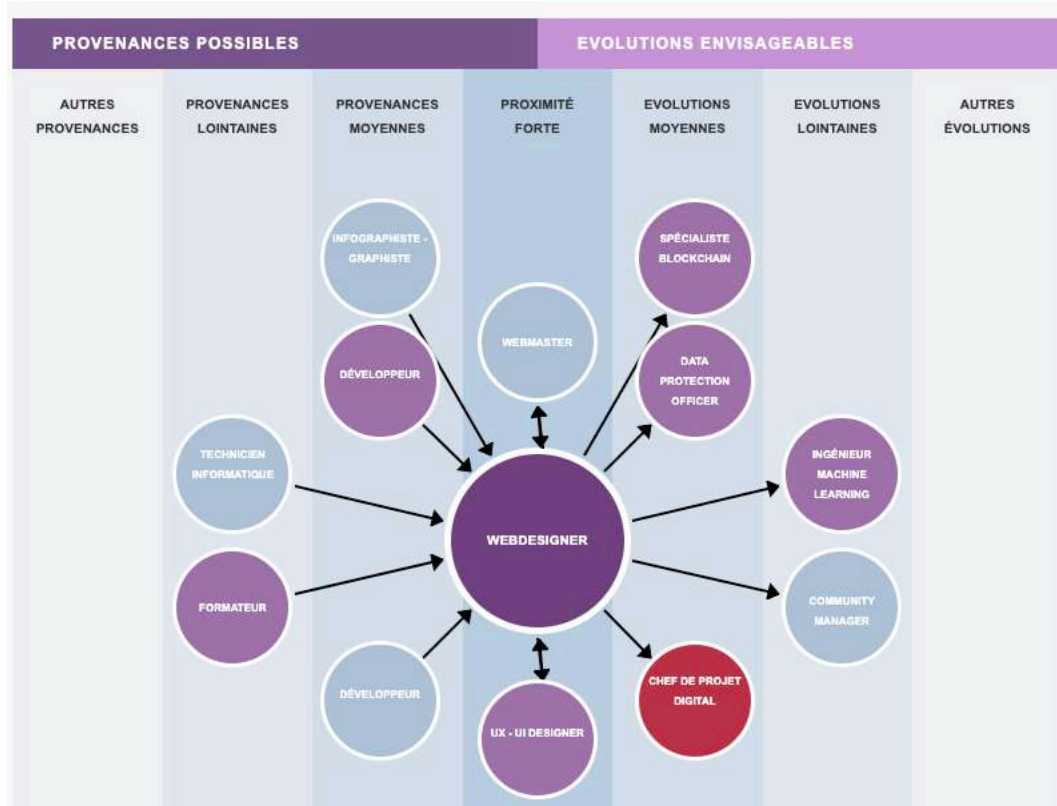 PROVENANCES POSSIBLES
EVOLUTIONS ENVISAGEABLES
AUTRES
PROVENANCES
PROVENANCES
LOINTAINES
PROVENANCES
MOYENNES
PROXIMITÉ
FORTE
EVOLUTIONS
MOYENNES
EVOLUTIONS
LOINTAINES
AUTRES
ÉVOLUTIONS
INFOGRAPHISTE -
GRAPHISTE
SPÉCIALISTE
BLOCKCHAIN
WEBMASTER
DÉVELOPPEUR
DATA
PROTECTION
OFFICER
TECHNICIEN
INFORMATIQUE
INGÉNIEUR
MACHINE
LEARNING
WEBDESIGNER
FORMATEUR
COMMUNITY
MANAGER
DÉVELOPPEUR
CHEF DE PROJET
DIGITAL
UX - UI DESIGNER